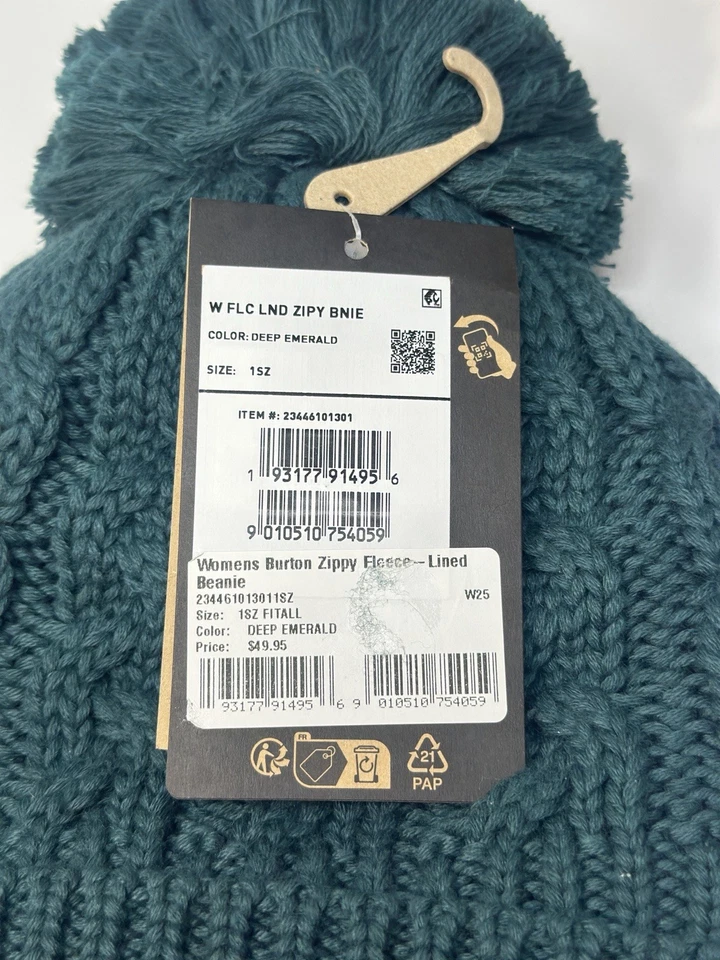 W FLC LND ZIPY BNIE
COLOR: DEEP EMERALD
SIZE: 1SZ
ITEM #: 23446101301
1 93177 91495 6
9 010510 754059
Womens Burton Zippy Fleece--Lined
Beanie
234461013011SZ W25
Size: 1SZ FITALL
Color: DEEP EMERALD
Price: $49.95
1 93177 91495 6 9 010510 754059
FR
21
PAP